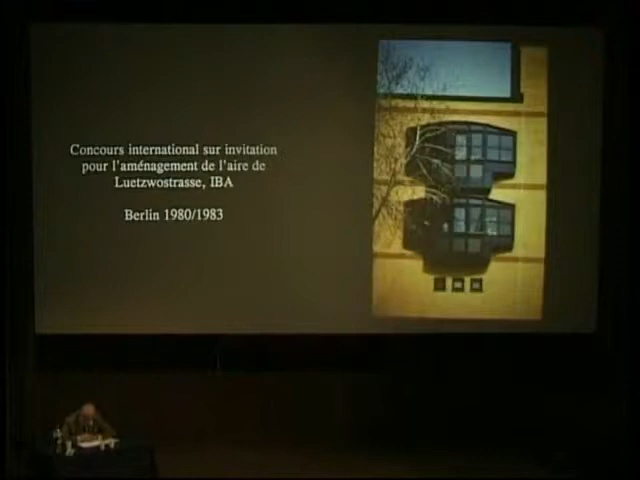 Concours international sur invitation
pour l'aménagement de l'aire de
Luetzwostrasse, IBA
Berlin 1980/1983